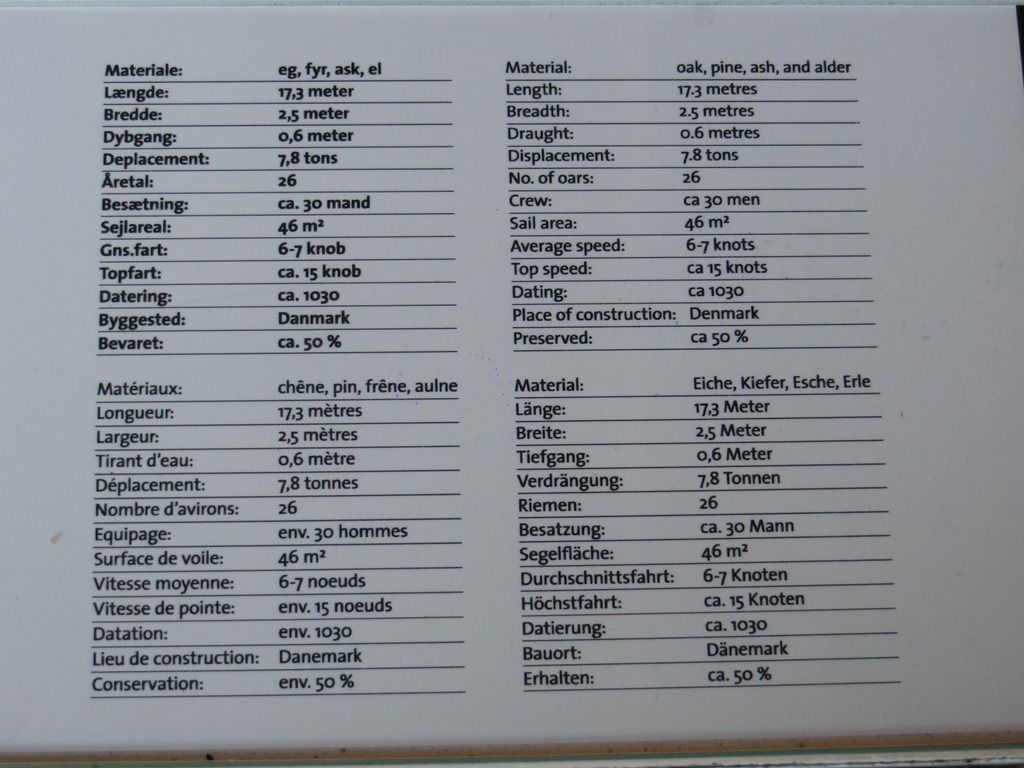 Materiale: eg, fyr, ask, el
Længde: 17,3 meter
Bredde: 2,5 meter
Dybgang: 0,6 meter
Deplacement: 7,8 tons
Åretal: 26
Besætning: ca. 30 mand
Sejlareal: 46 m²
Gns.fart: 6-7 knob
Topfart: ca. 15 knob
Datering: ca. 1030
Byggested: Danmark
Bevaret: ca. 50 %
Material: oak, pine, ash, and alder
Length: 17.3 metres
Breadth: 2.5 metres
Draught: 0.6 metres
Displacement: 7.8 tons
No. of oars: 26
Crew: ca 30 men
Sail area: 46 m²
Average speed: 6-7 knots
Top speed: ca 15 knots
Dating: ca 1030
Place of construction: Denmark
Preserved: ca 50 %
Matériaux: chêne, pin, frêne, aulne
Longueur: 17,3 mètres
Largeur: 2,5 mètres
Tirant d'eau: 0,6 mètre
Déplacement: 7,8 tonnes
Nombre d'avirons: 26
Equipage: env. 30 hommes
Surface de voile: 46 m²
Vitesse moyenne: 6-7 noeuds
Vitesse de pointe: env. 15 noeuds
Datation: env. 1030
Lieu de construction: Danemark
Conservation: env. 50 %
Material: Eiche, Kiefer, Esche, Erle
Länge: 17,3 Meter
Breite: 2,5 Meter
Tiefgang: 0,6 Meter
Verdrängung: 7,8 Tonnen
Riemen: 26
Besatzung: ca. 30 Mann
Segelfläche: 46 m²
Durchschnittsfahrt: 6-7 Knoten
Höchstfahrt: ca. 15 Knoten
Datierung: ca. 1030
Bauort: Dänemark
Erhalten: ca. 50 %